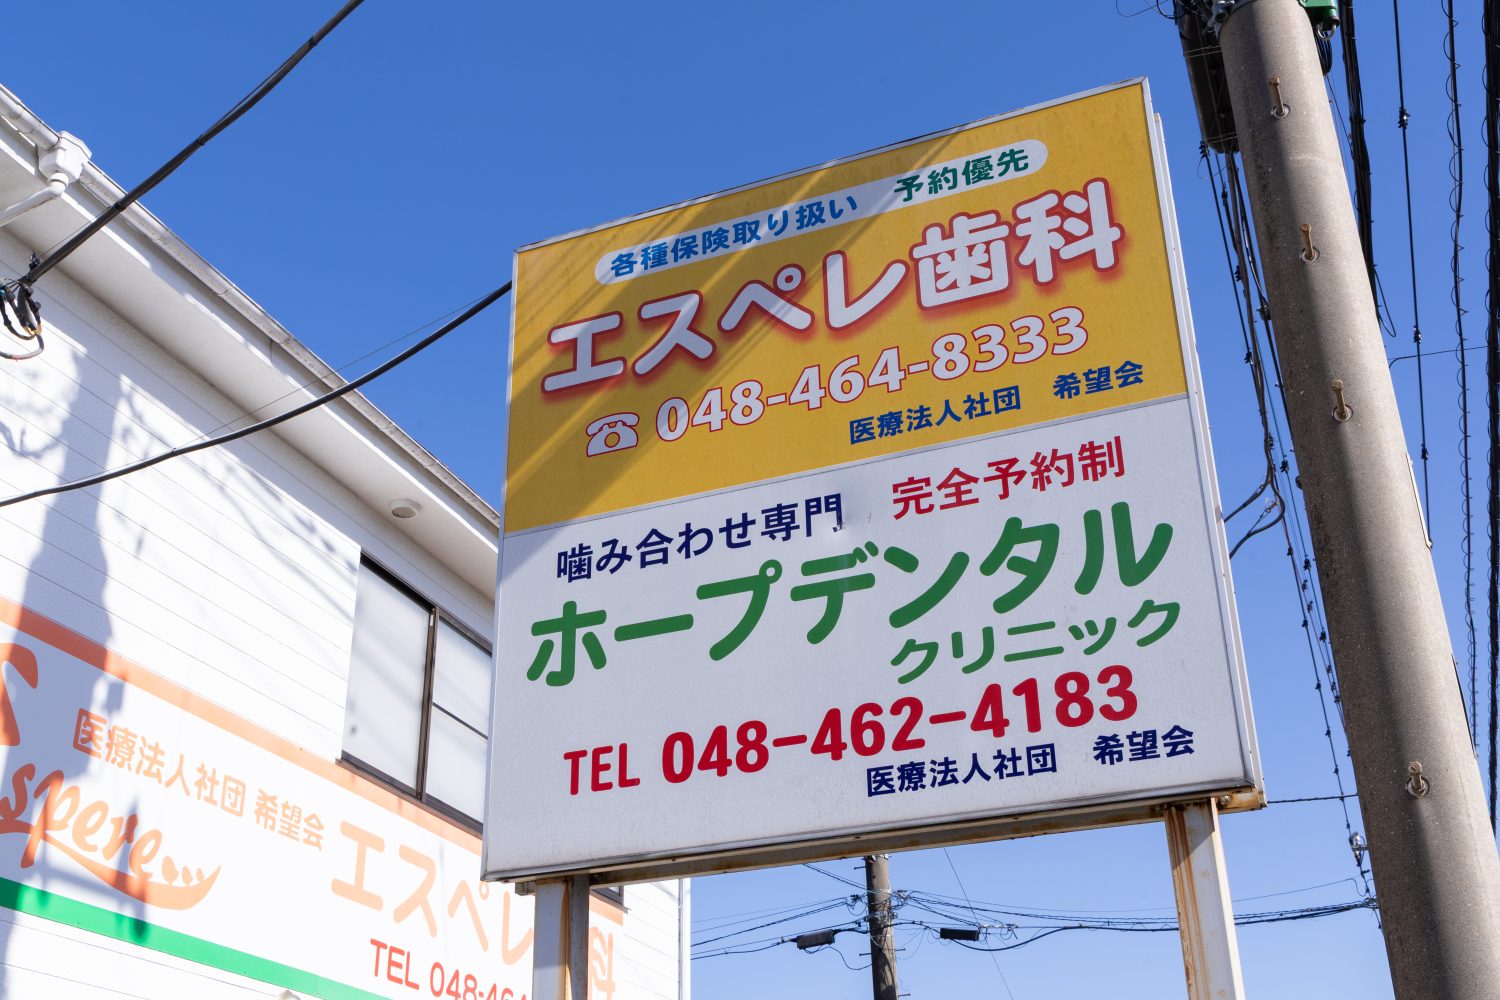 各種保険取り扱い 予約優先
エスペレ歯科
048-464-8333
医療法人社団 希望会
噛み合わせ専門 完全予約制
ホープデンタル
クリニック
TEL 048-462-4183
医療法人社団 希望会
医療法人社団 希望会
spere
エスペレ 科
TEL 048-464